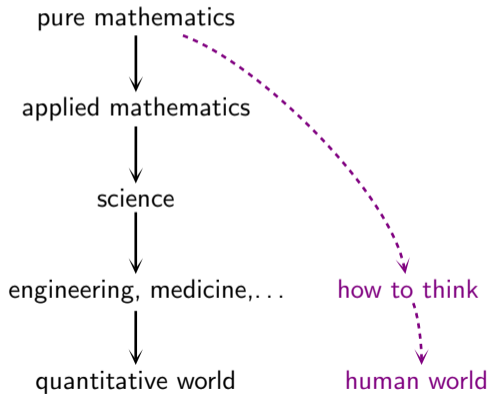 pure mathematics
applied mathematics
science
engineering, medicine,...
how to think
quantitative world
human world